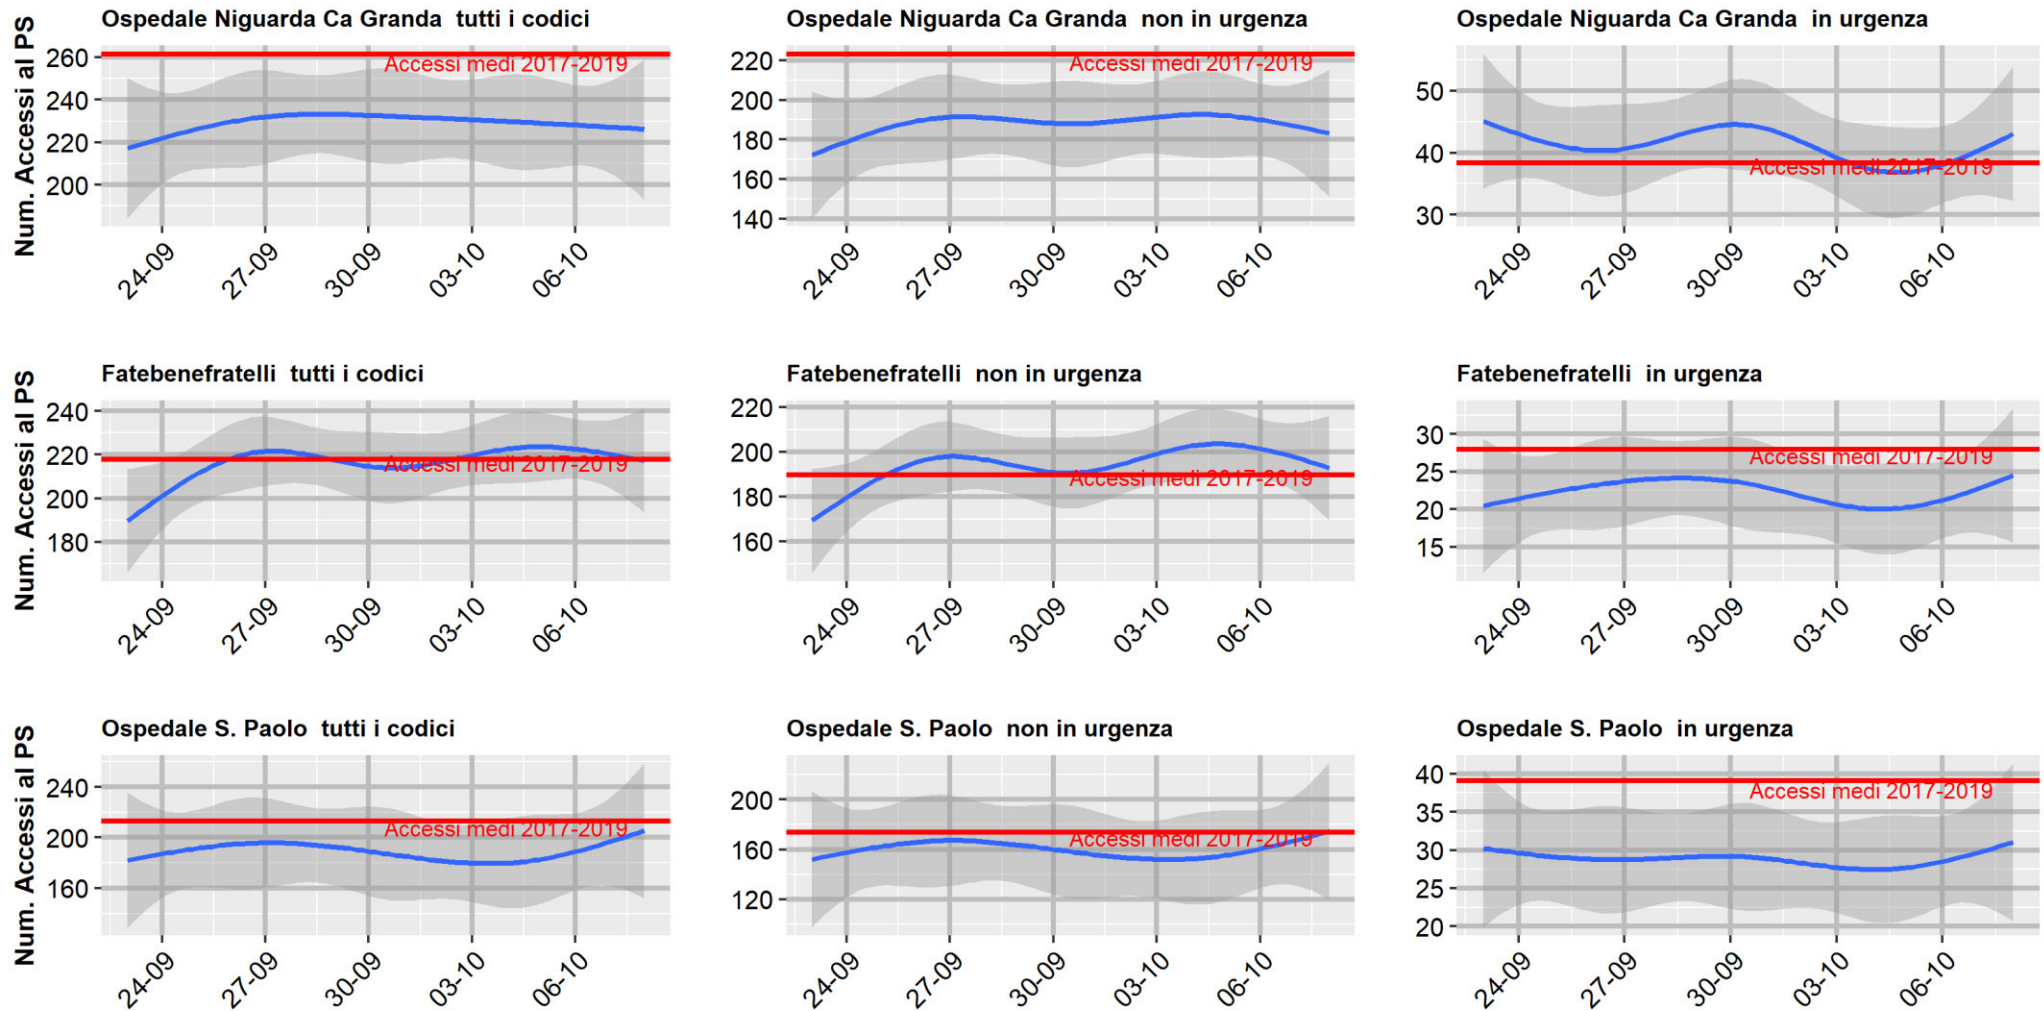 Ospedale Niguarda Ca Granda  tutti i codici
Num. Accessi al PS
260
240
220
200
Accessi medi 2017-2019
24-09 27-09 30-09 03-10 06-10
Ospedale Niguarda Ca Granda  non in urgenza
220
200
180
160
140
Accessi medi 2017-2019
24-09 27-09 30-09 03-10 06-10
Ospedale Niguarda Ca Granda  in urgenza
50
40
30
Accessi medi 2017-2019
24-09 27-09 30-09 03-10 06-10
Fatebenefratelli  tutti i codici
Num. Accessi al PS
240
220
200
180
Accessi medi 2017-2019
24-09 27-09 30-09 03-10 06-10
Fatebenefratelli  non in urgenza
220
200
180
160
Accessi medi 2017-2019
24-09 27-09 30-09 03-10 06-10
Fatebenefratelli  in urgenza
30
25
20
15
Accessi medi 2017-2019
24-09 27-09 30-09 03-10 06-10
Ospedale S. Paolo  tutti i codici
Num. Accessi al PS
240
200
160
Accessi medi 2017-2019
24-09 27-09 30-09 03-10 06-10
Ospedale S. Paolo  non in urgenza
200
160
120
Accessi medi 2017-2019
24-09 27-09 30-09 03-10 06-10
Ospedale S. Paolo  in urgenza
40
35
30
25
20
Accessi medi 2017-2019
24-09 27-09 30-09 03-10 06-10